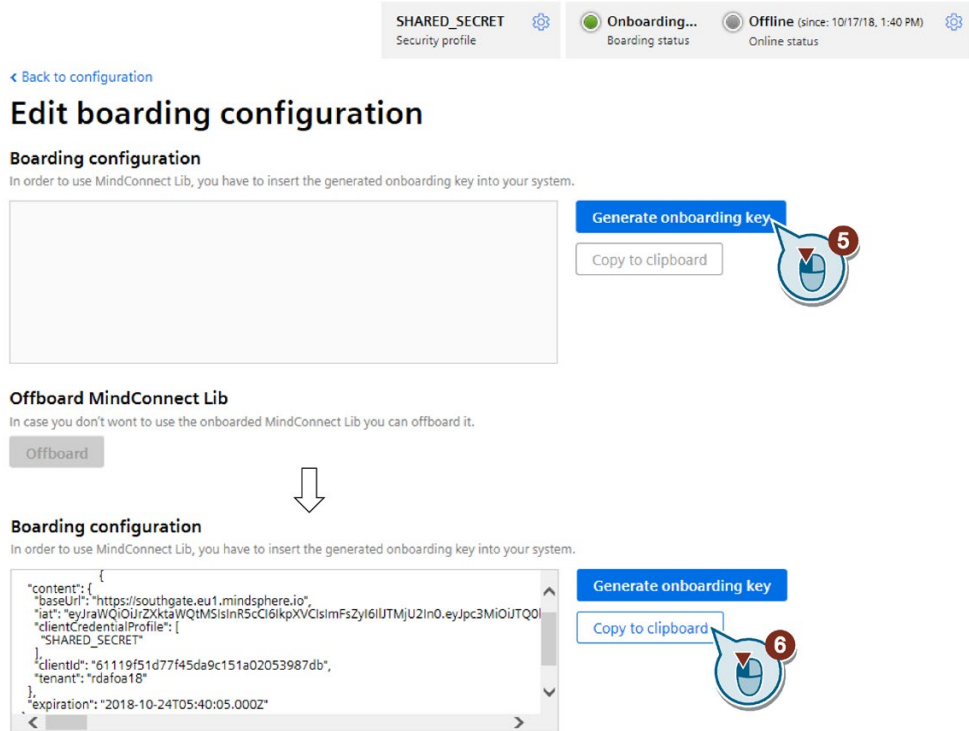 SHARED_SECRET
Security profile
Onboarding...
Boarding status
Offline (since: 10/17/18, 1:40 PM)
Online status
Back to configuration
Edit boarding configuration
Boarding configuration
In order to use MindConnect Lib, you have to insert the generated onboarding key into your system.
Generate onboarding key
5
Copy to clipboard
Offboard MindConnect Lib
In case you don't wont to use the onboarded MindConnect Lib you can offboard it.
Offboard
Boarding configuration
In order to use MindConnect Lib, you have to insert the generated onboarding key into your system.
{
"content": {
"baseUrl": "https://southgate.eu1.mindsphere.io",
"iat": "eyJraWQiOiJrZXktaWQtMSIsInR5cCI6IkpXVCIsImFsZyI6IlJTMjU2In0.eyJpc3MiOiJTQ0l
"clientCredentialProfile": [
"SHARED_SECRET"
],
"clientId": "61119f51d77f45da9c151a02053987db",
"tenant": "rdafoa18"
},
"expiration": "2018-10-24T05:40:05.000Z"
Generate onboarding key
Copy to clipboard
6